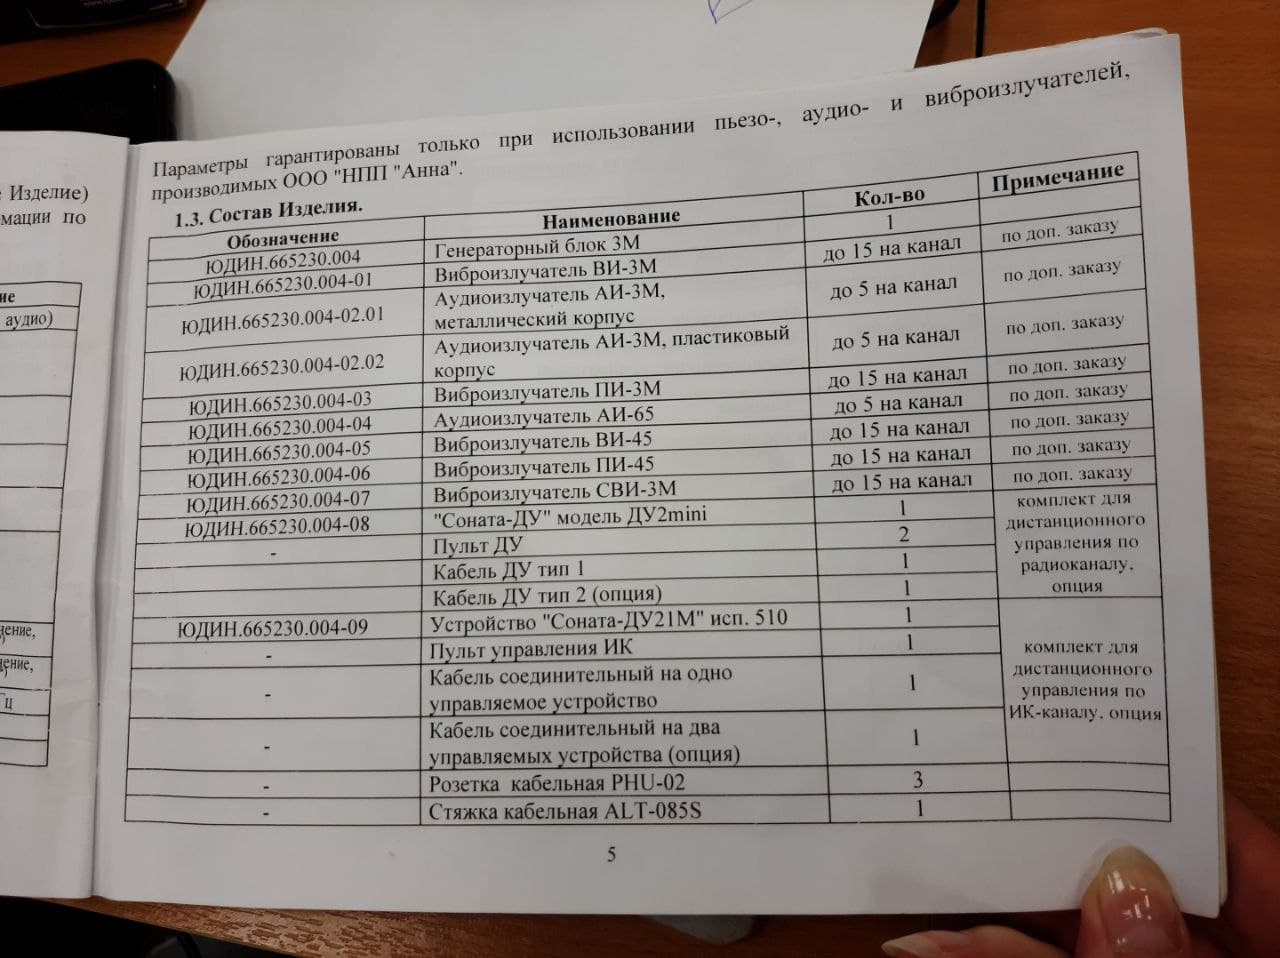 е Изделие)
мации по
ие
аудио)
чение,
чение,
Гц
Параметры гарантированы только при использовании пьезо-, аудио- и виброизлучателей,
производимых ООО "НПП "Анна".
1.3. Состав Изделия.
Обозначение Наименование Кол-во Примечание
ЮДИН.665230.004 Генераторный блок 3М 1
ЮДИН.665230.004-01 Виброизлучатель ВИ-3М до 15 на канал по доп. заказу
ЮДИН.665230.004-02.01 Аудиоизлучатель АИ-3М, до 5 на канал по доп. заказу
металлический корпус
ЮДИН.665230.004-02.02 Аудиоизлучатель АИ-3М, пластиковый до 5 на канал по доп. заказу
корпус
ЮДИН.665230.004-03 Виброизлучатель ПИ-3М до 15 на канал по доп. заказу
ЮДИН.665230.004-04 Аудиоизлучатель АИ-65 до 5 на канал по доп. заказу
ЮДИН.665230.004-05 Виброизлучатель ВИ-45 до 15 на канал по доп. заказу
ЮДИН.665230.004-06 Виброизлучатель ПИ-45 до 15 на канал по доп. заказу
ЮДИН.665230.004-07 Виброизлучатель СВИ-3М до 15 на канал по доп. заказу
ЮДИН.665230.004-08 "Соната-ДУ" модель ДУ2mini 1 комплект для
- Пульт ДУ 2 дистанционного
Кабель ДУ тип 1 1 управления по
радиоканалу,
Кабель ДУ тип 2 (опция) 1 опция
ЮДИН.665230.004-09 Устройство "Соната-ДУ21М" исп. 510 1
- Пульт управления ИК 1 комплект для
- Кабель соединительный на одно 1 дистанционного
управляемое устройство управления по
ИК-каналу, опция
- Кабель соединительный на два 1
управляемых устройства (опция)
- Розетка кабельная PHU-02 3
- Стяжка кабельная ALT-085S 1
5